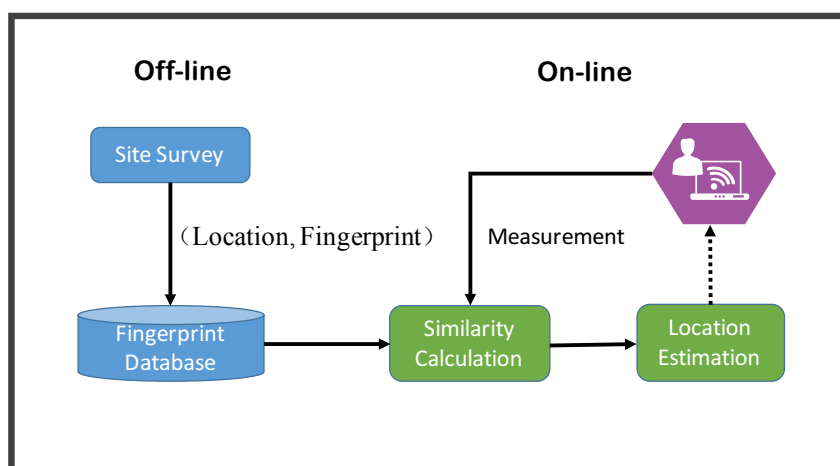 Off-line
On-line
Site Survey
（Location, Fingerprint）
Measurement
Fingerprint
Database
Similarity
Calculation
Location
Estimation